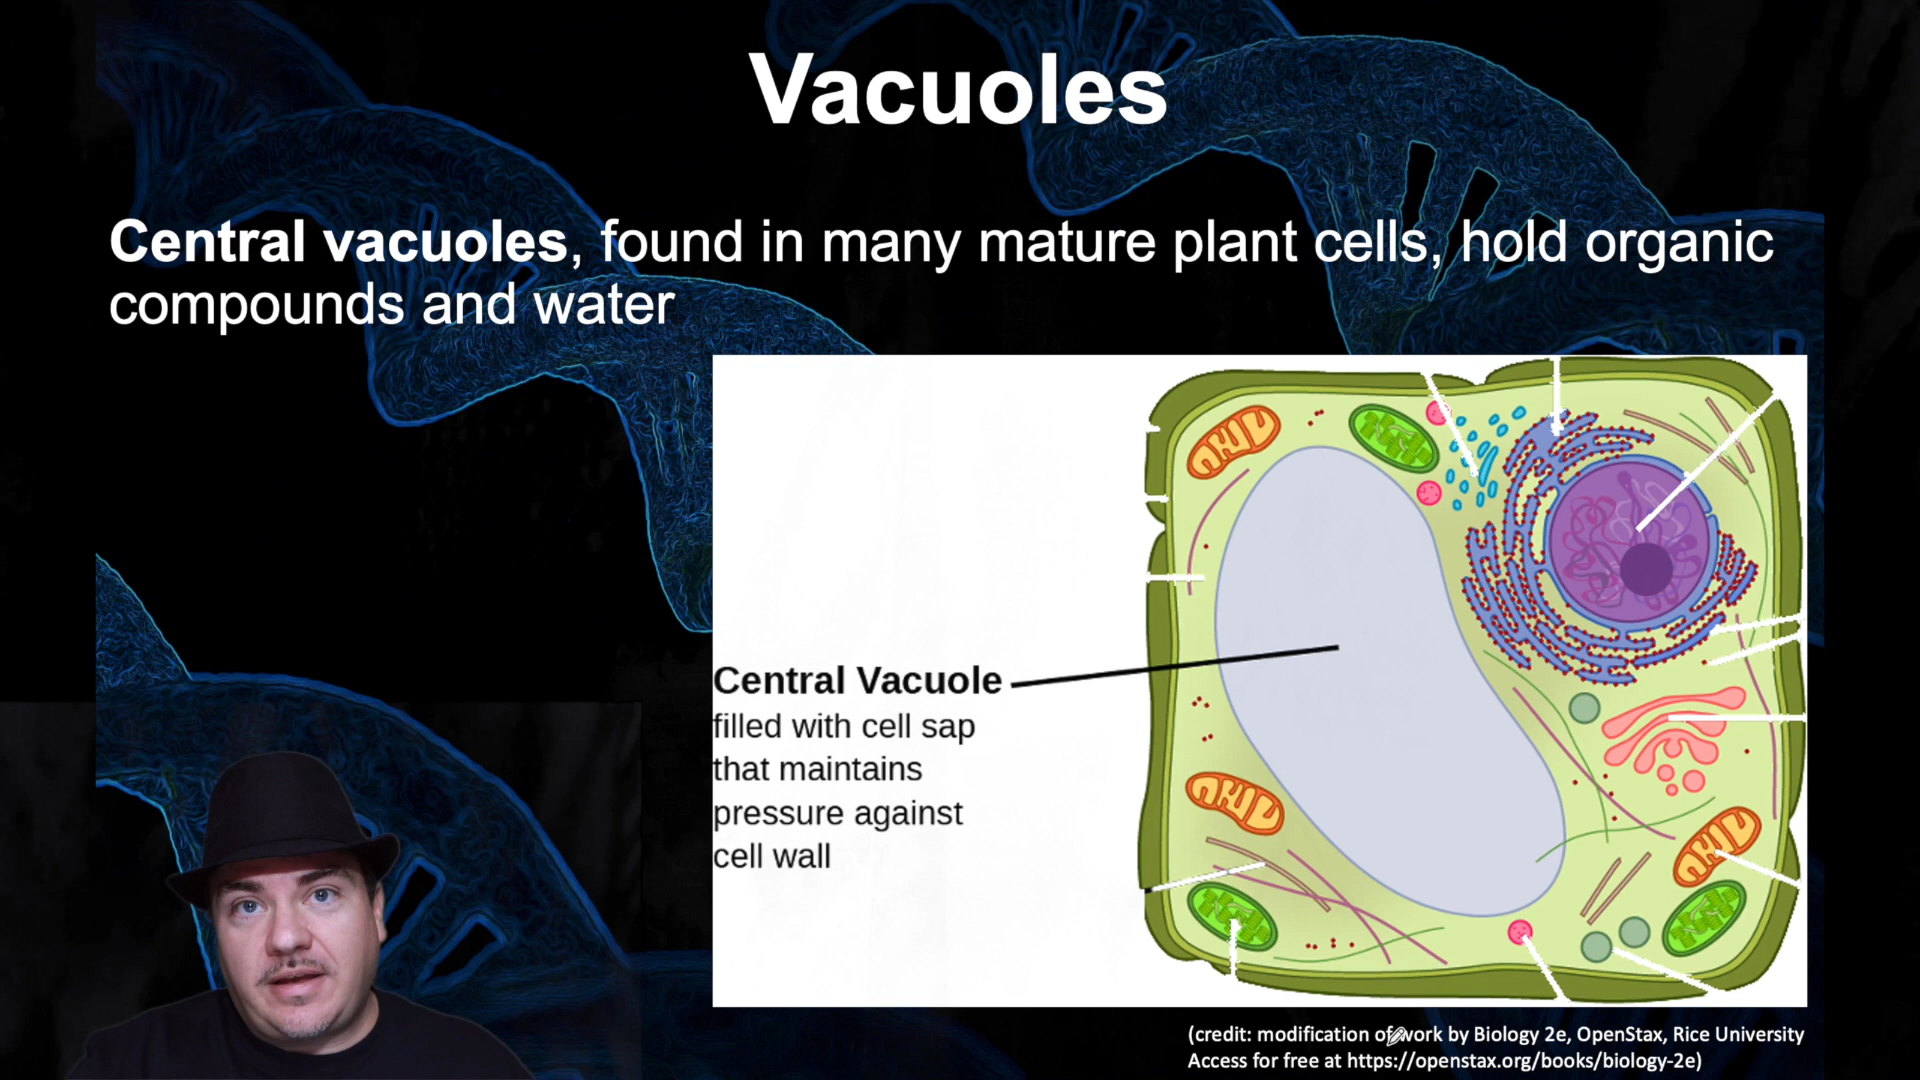 Vacuoles
Central vacuoles, found in many mature plant cells, hold organic
compounds and water
Central Vacuole
filled with cell sap
that maintains
pressure against
cell wall
(credit: modification of work by Biology 2e, OpenStax, Rice University
Access for free at https://openstax.org/books/biology-2e)